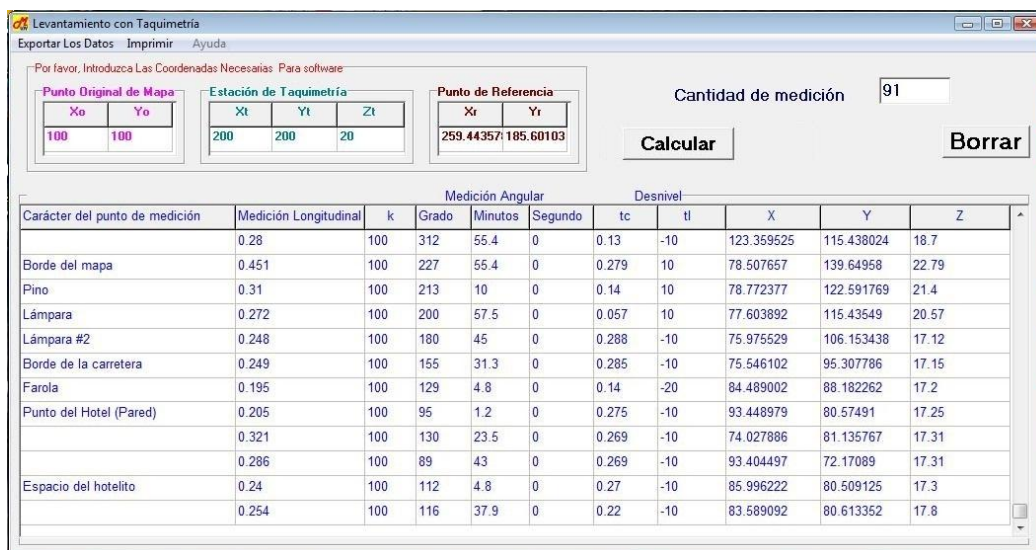 Levantamiento con Taquimetría
Exportar Los Datos Imprimir Ayuda
Por favor, Introduzca Las Coordenadas Necesarias Para software
Punto Original de Mapa Estación de Taquimetría Punto de Referencia
Xo Yo Xt Yt Zt Xr Yr
100 100 200 200 20 259.44357 185.60103
Cantidad de medición 91
Calcular Borrar
Medición Angular Desnivel
Carácter del punto de medición Medición Longitudinal k Grado Minutos Segundo tc tl X Y Z
0.28 100 312 55.4 0 0.13 -10 123.359525 115.438024 18.7
Borde del mapa 0.451 100 227 55.4 0 0.279 10 78.507657 139.64958 22.79
Pino 0.31 100 213 10 0 0.14 10 78.772377 122.591769 21.4
Lámpara 0.272 100 200 57.5 0 0.057 10 77.603892 115.43549 20.57
Lámpara #2 0.248 100 180 45 0 0.288 -10 75.975529 106.153438 17.12
Borde de la carretera 0.249 100 155 31.3 0 0.285 -10 75.546102 95.307786 17.15
Farola 0.195 100 129 4.8 0 0.14 -20 84.489002 88.182262 17.2
Punto del Hotel (Pared) 0.205 100 95 1.2 0 0.275 -10 93.448979 80.57491 17.25
0.321 100 130 23.5 0 0.269 -10 74.027886 81.135767 17.31
0.286 100 89 43 0 0.269 -10 93.404497 72.17089 17.31
Espacio del hotelito 0.24 100 112 4.8 0 0.27 -10 85.996222 80.509125 17.3
0.254 100 116 37.9 0 0.22 -10 83.589092 80.613352 17.8